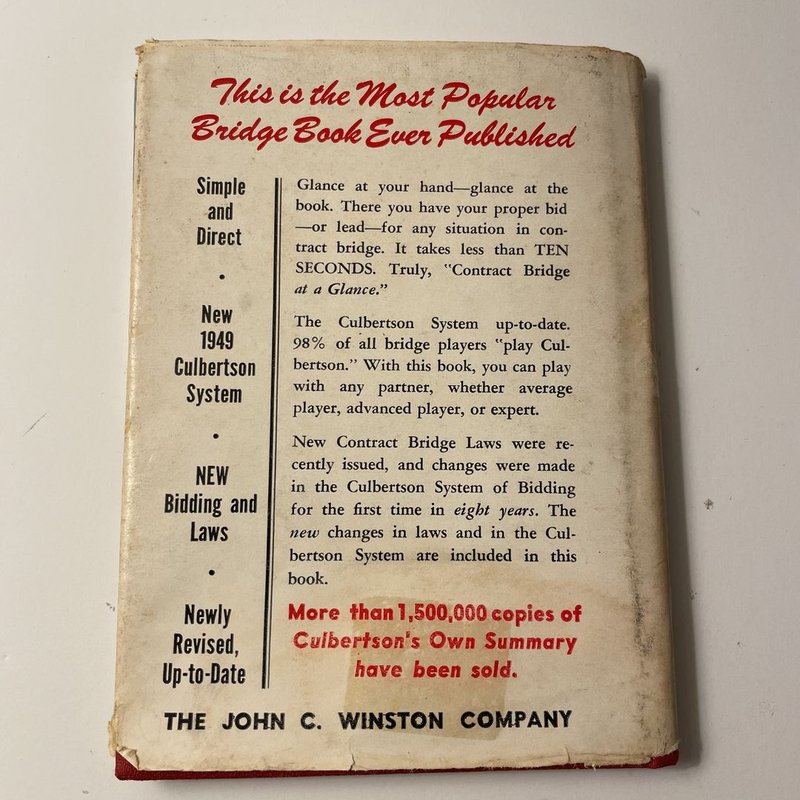 This is the Most Popular
Bridge Book Ever Published
Simple
and
Direct
•
New
1949
Culbertson
System
•
NEW
Bidding and
Laws
•
Newly
Revised,
Up-to-Date
Glance at your hand—glance at the
book. There you have your proper bid
—or lead—for any situation in con-
tract bridge. It takes less than TEN
SECONDS. Truly, "Contract Bridge
at a Glance."
The Culbertson System up-to-date.
98% of all bridge players "play Cul-
bertson." With this book, you can play
with any partner, whether average
player, advanced player, or expert.
New Contract Bridge Laws were re-
cently issued, and changes were made
in the Culbertson System of Bidding
for the first time in eight years. The
new changes in laws and in the Cul-
bertson System are included in this
book.
More than 1,500,000 copies of
Culbertson's Own Summary
have been sold.
THE JOHN C. WINSTON COMPANY